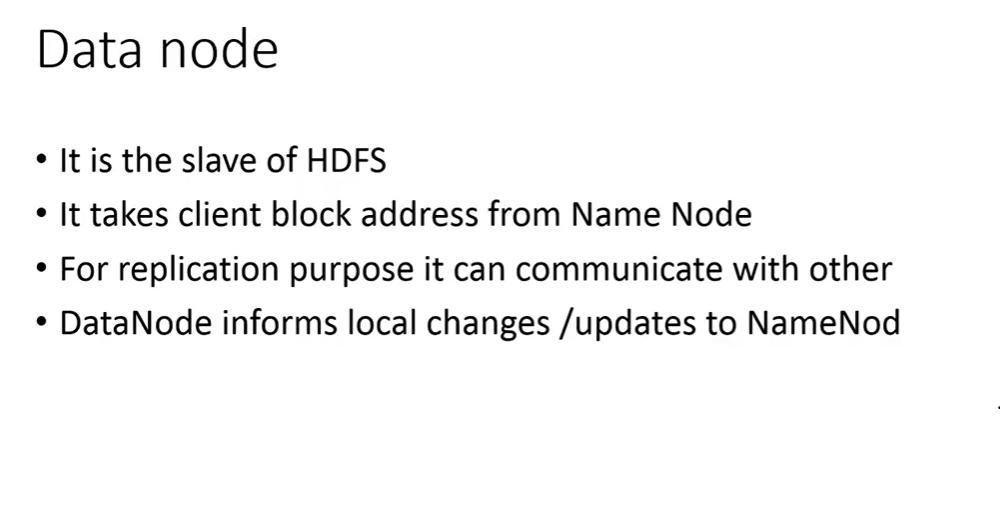 Data node
• It is the slave of HDFS
• It takes client block address from Name Node
• For replication purpose it can communicate with other
• DataNode informs local changes /updates to NameNod